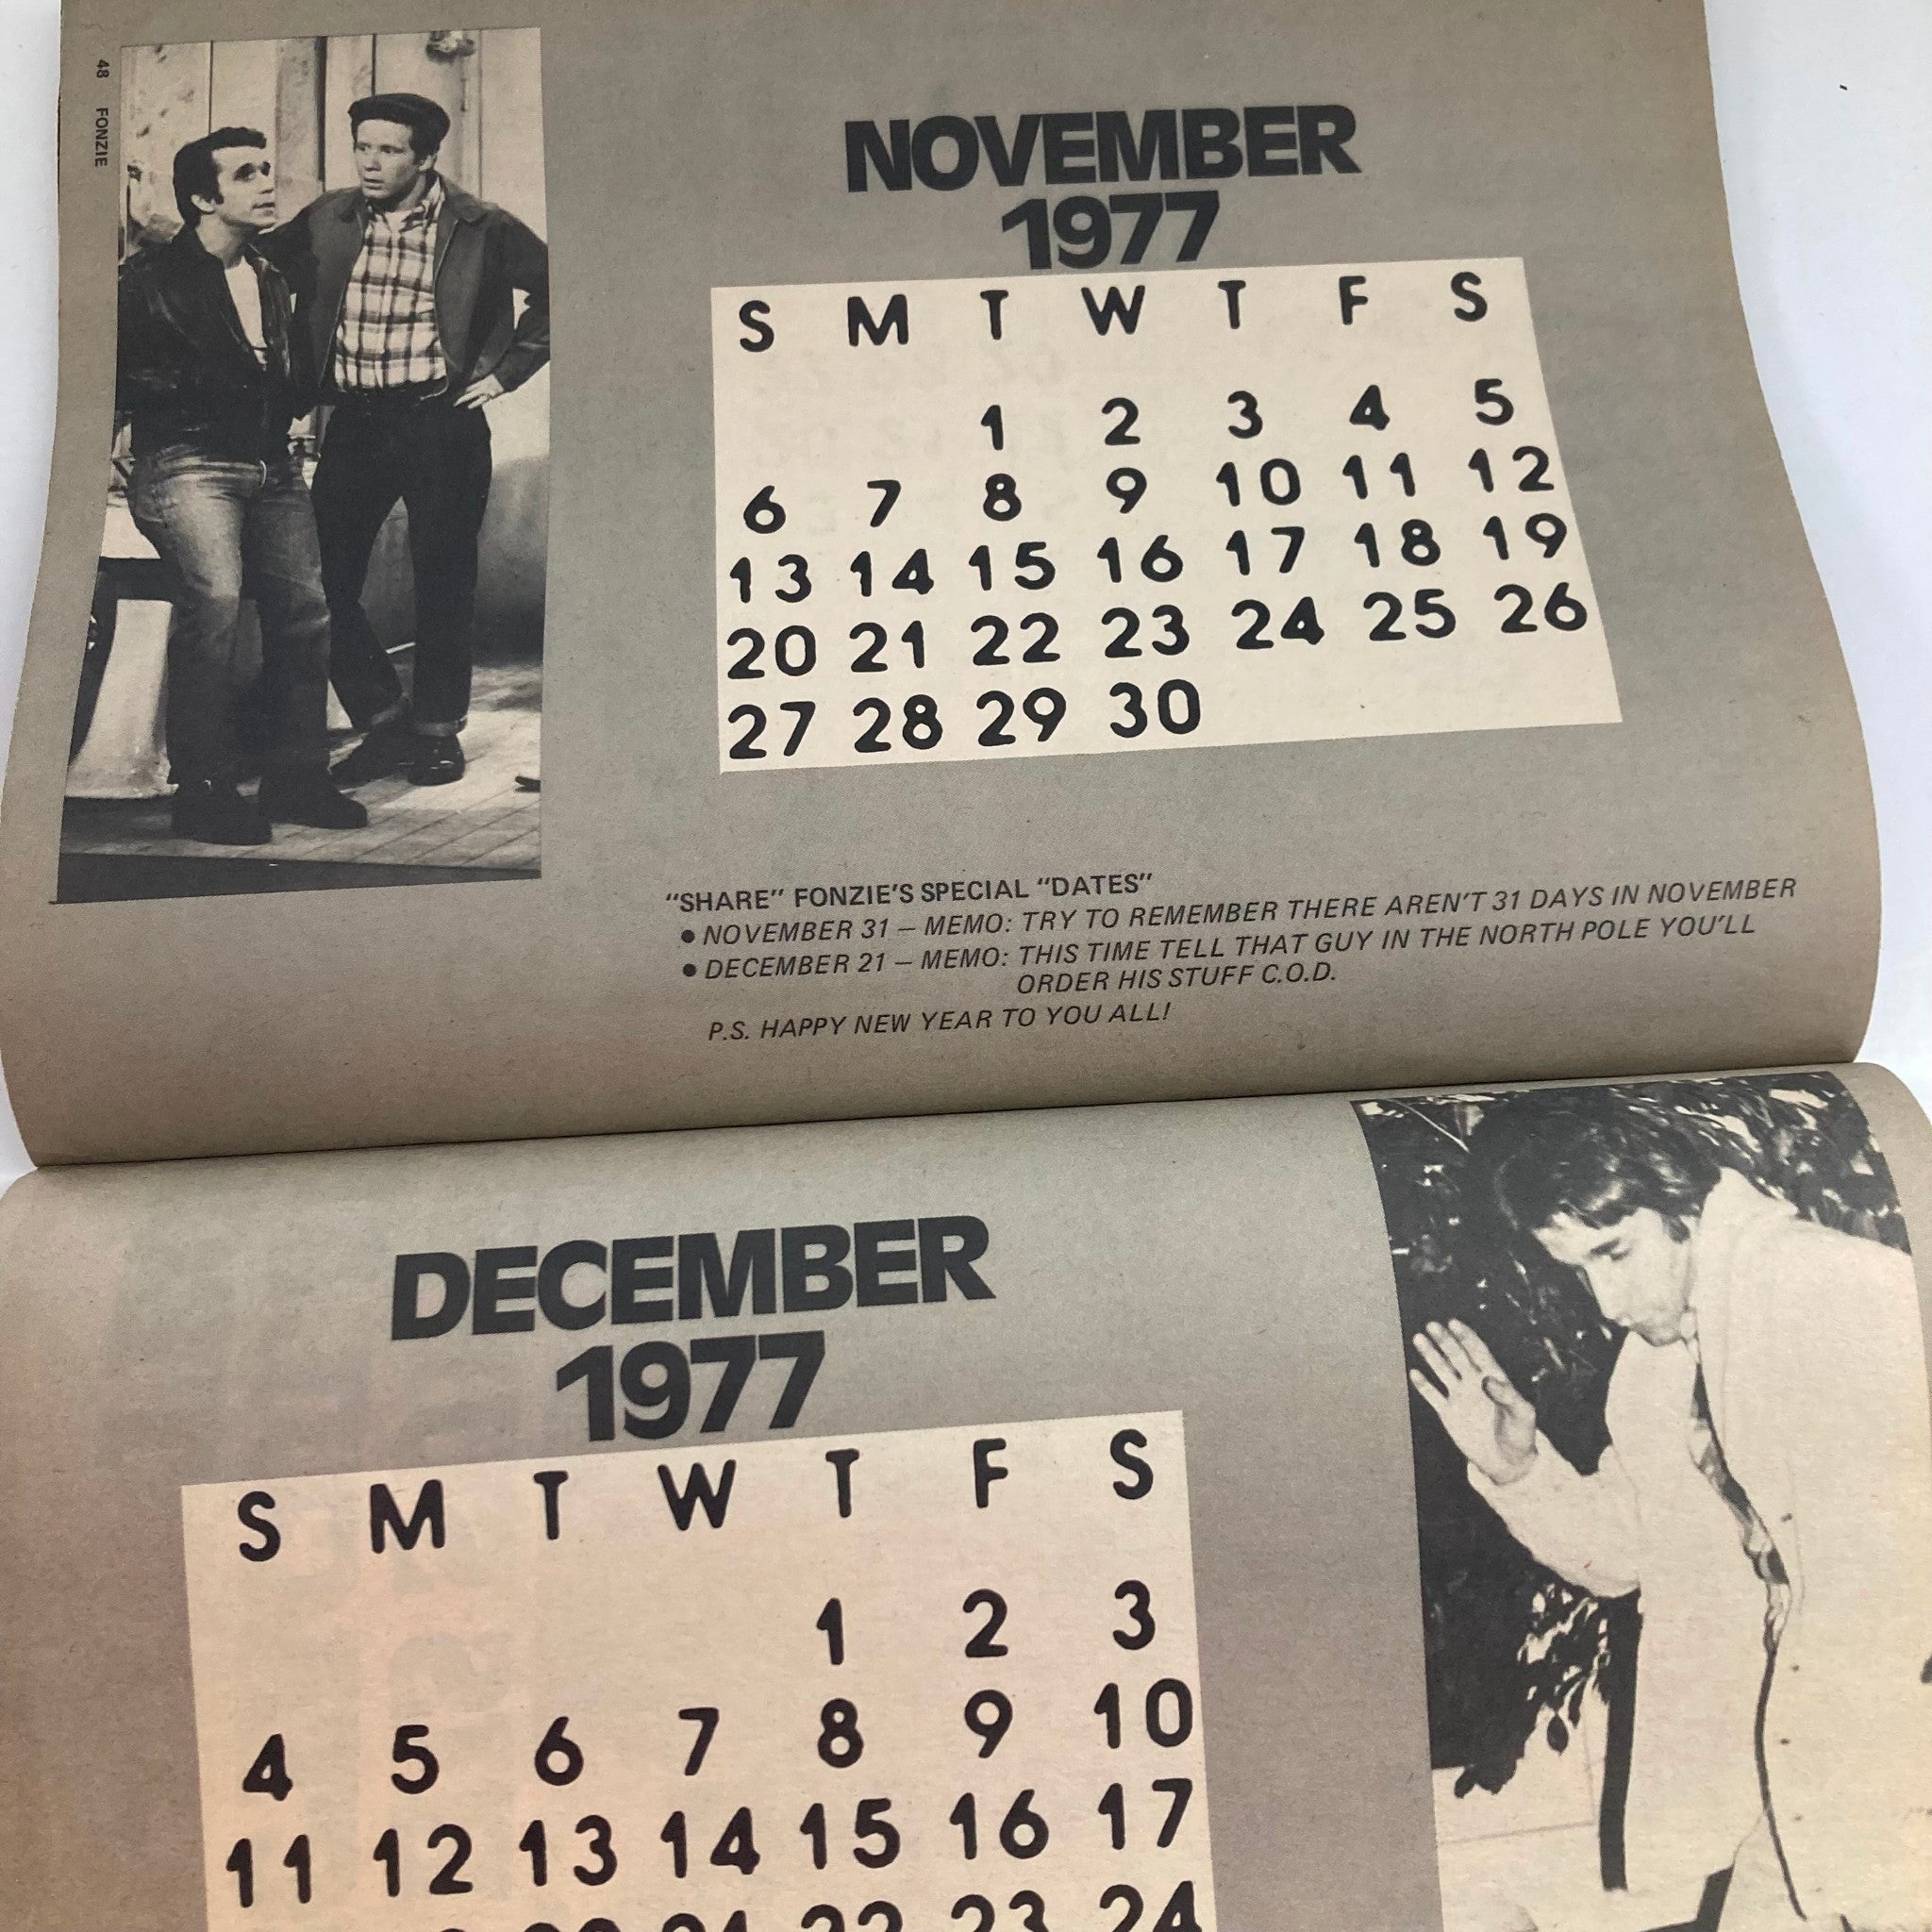 48 FONZIE
NOVEMBER
1977
S M T W T F S
1 2 3 4 5
6 7 8 9 10 11 12
13 14 15 16 17 18 19
20 21 22 23 24 25 26
27 28 29 30
“SHARE” FONZIE’S SPECIAL “DATES”
● NOVEMBER 31 — MEMO: TRY TO REMEMBER THERE AREN’T 31 DAYS IN NOVEMBER
● DECEMBER 21 — MEMO: THIS TIME TELL THAT GUY IN THE NORTH POLE YOU’LL
ORDER HIS STUFF C.O.D.
P.S. HAPPY NEW YEAR TO YOU ALL!
DECEMBER
1977
S M T W T F S
1 2 3
4 5 6 7 8 9 10
11 12 13 14 15 16 17
22 23 24